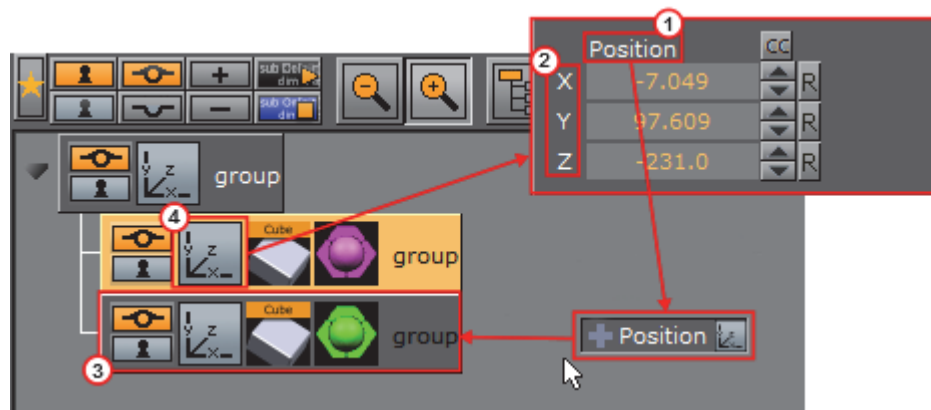 1
Position
CC
2
X -7.049 R
Y 97.609 R
Z -231.0 R
y z x
group
4
Cube
y z x
group
Cube
y z x
group
3
+ Position